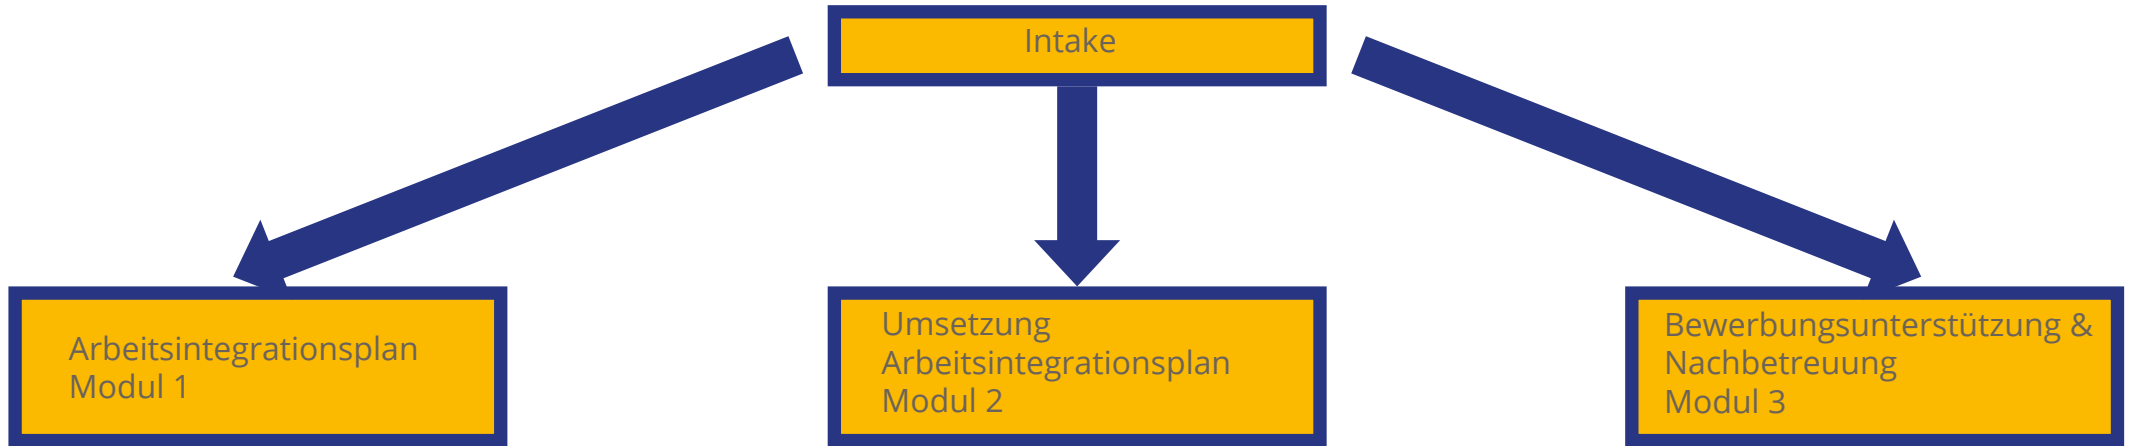 Intake
Arbeitsintegrationsplan
Modul 1
Umsetzung
Arbeitsintegrationsplan
Modul 2
Bewerbungsunterstützung &
Nachbetreuung
Modul 3